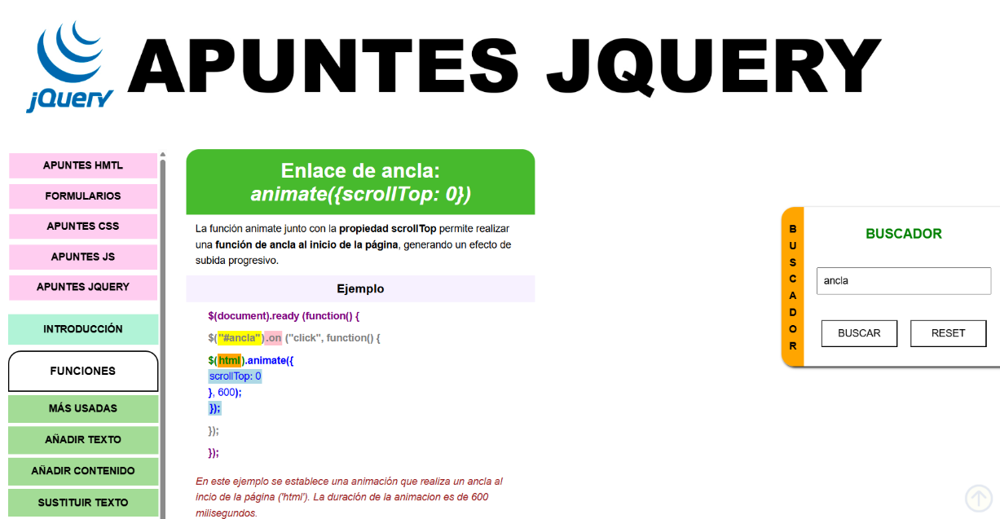 jQuery
APUNTES JQUERY
APUNTES HMTL
FORMULARIOS
APUNTES CSS
APUNTES JS
APUNTES JQUERY
INTRODUCCIÓN
FUNCIONES
MÁS USADAS
AÑADIR TEXTO
AÑADIR CONTENIDO
SUSTITUIR TEXTO
Enlace de ancla:
animate({scrollTop: 0})
La función animate junto con la propiedad scrollTop permite realizar
una función de ancla al inicio de la página, generando un efecto de
subida progresivo.
Ejemplo
$(document).ready (function() {
$("#ancla").on ("click", function() {
$(html).animate({
scrollTop: 0
}, 600);
});
});
});
En este ejemplo se establece una animación que realiza un ancla al
incio de la página ('html'). La duración de la animacion es de 600
milisegundos.
BUSCADOR
BUSCADOR
ancla
BUSCAR
RESET